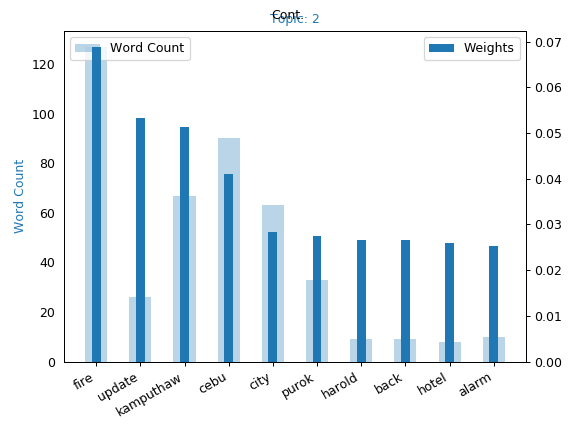 Cont.
Topic: 2
Word Count
Weights
Word Count
120
100
80
60
40
20
0
0.07
0.06
0.05
0.04
0.03
0.02
0.01
0.00
fire
update
kamputhaw
cebu
city
purok
harold
back
hotel
alarm